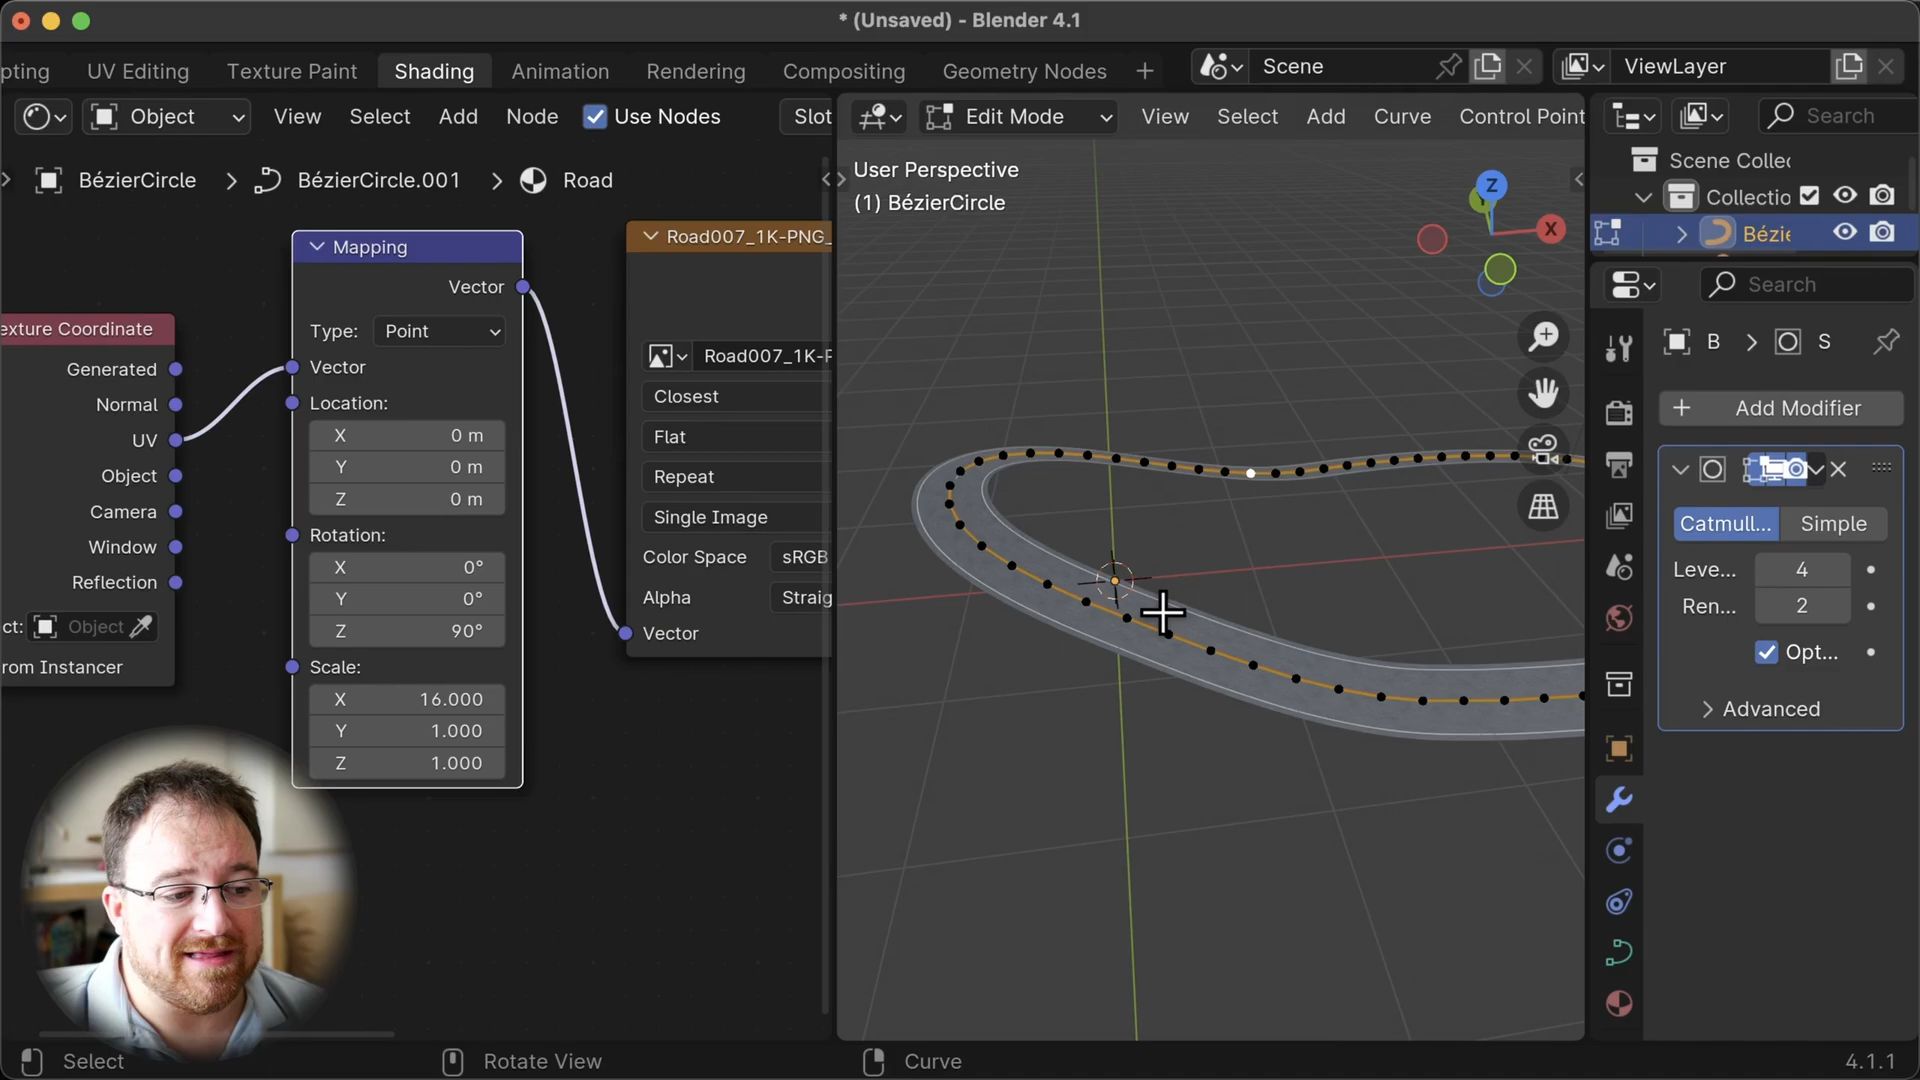 * (Unsaved) - Blender 4.1
pting UV Editing Texture Paint Shading Animation Rendering Compositing Geometry Nodes + Scene ViewLayer
Object View Select Add Node Use Nodes Slot
Edit Mode View Select Add Curve Control Point
Search
BézierCircle > BézierCircle.001 > Road
User Perspective
(1) BézierCircle
Z
X
Scene Collec
Collectio
Bézie
Search
B > S
Add Modifier
Catmull... Simple
Leve... 4
Ren... 2
Opt...
Advanced
exture Coordinate
Generated
Normal
UV
Object
Camera
Window
Reflection
ct: Object
rom Instancer
Mapping
Vector
Type: Point
Vector
Location:
X 0 m
Y 0 m
Z 0 m
Rotation:
X 0°
Y 0°
Z 90°
Scale:
X 16.000
Y 1.000
Z 1.000
Road007_1K-PNG_
Road007_1K-P
Closest
Flat
Repeat
Single Image
Color Space sRGB
Alpha Straig
Vector
Select Rotate View Curve 4.1.1